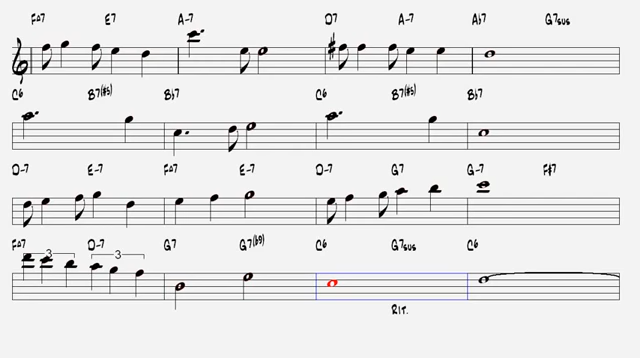 F△7 E7 A-7 D7 A-7 A♭7 G7sus
C6 B7(#5) B♭7 C6 B7(#5) B♭7
D-7 E-7 F△7 E-7 D-7 G7 G-7 F#7
F△7 D-7 G7 G7(♭9) C6 G7sus C6
3 3
RIT.